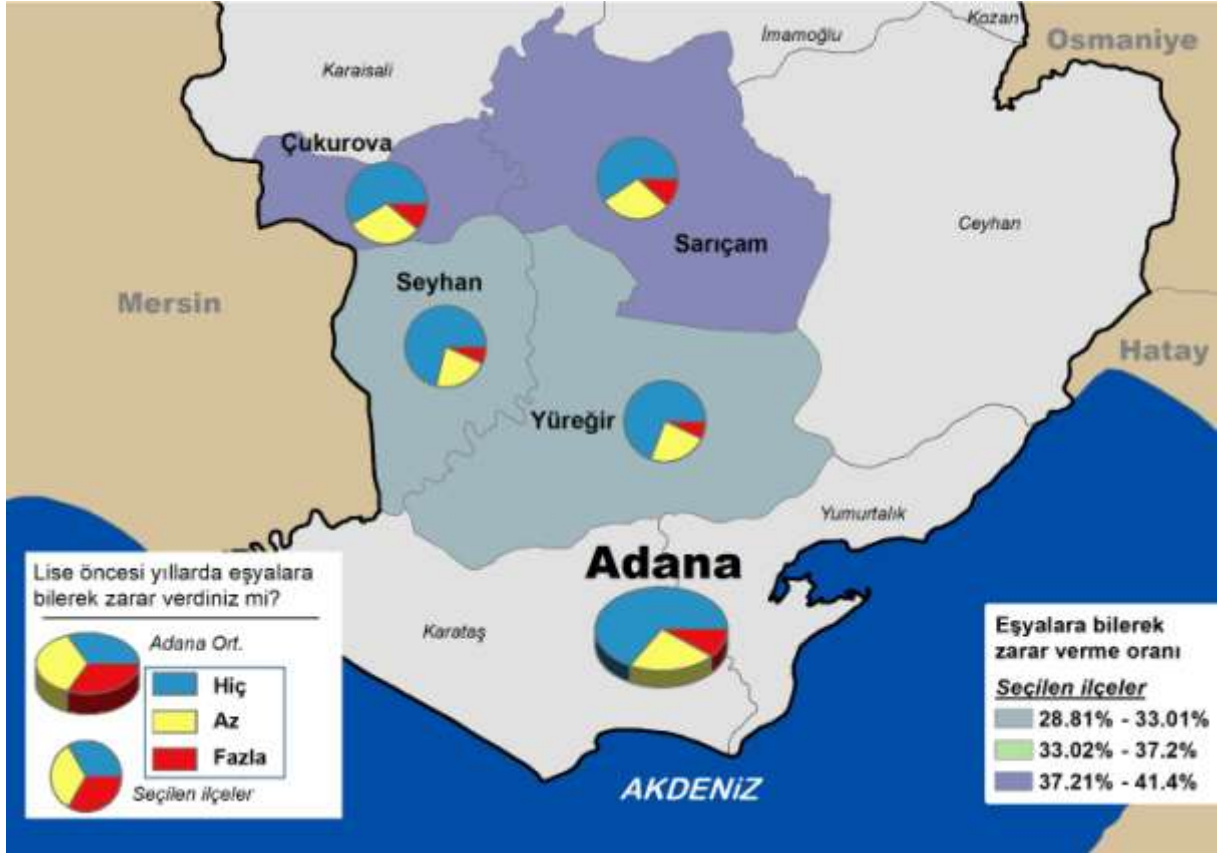 Kozan
İmamoğlu
Osmaniye
Karaisali
Çukurova
Ceyhan
Sarıçam
Seyhan
Mersin
Hatay
Yüreğir
Yumurtalık
Adana
Karataş
AKDENİZ
Lise öncesi yıllarda eşyalara
bilerek zarar verdiniz mi?
Adana Ort.
Hiç
Az
Fazla
Seçilen ilçeler
Eşyalara bilerek
zarar verme oranı
Seçilen ilçeler
28.81% - 33.01%
33.02% - 37.2%
37.21% - 41.4%